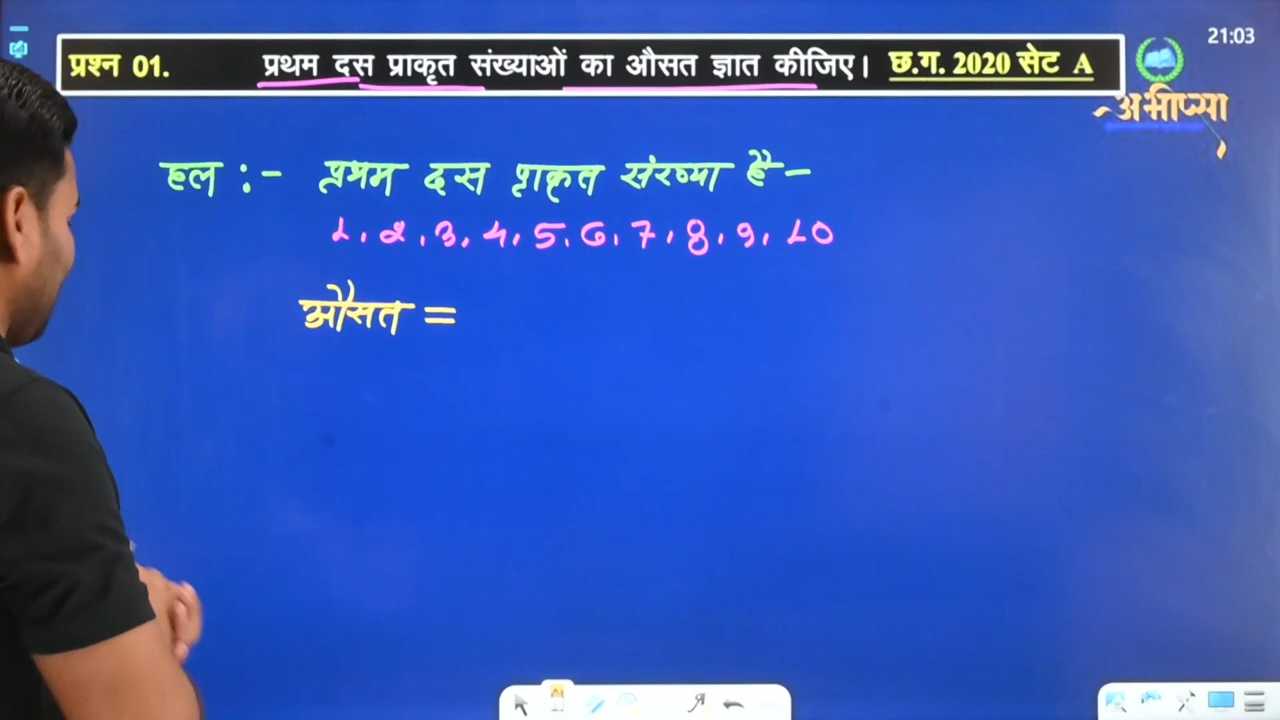 21:03
प्रश्न 01. प्रथम दस प्राकृत संख्याओं का औसत ज्ञात कीजिए। छ.ग. 2020 सेट A
अभीप्सा
हल :- प्रथम दस प्राकृत संख्या है -
1, 2, 3, 4, 5, 6, 7, 8, 9, 10
औसत =